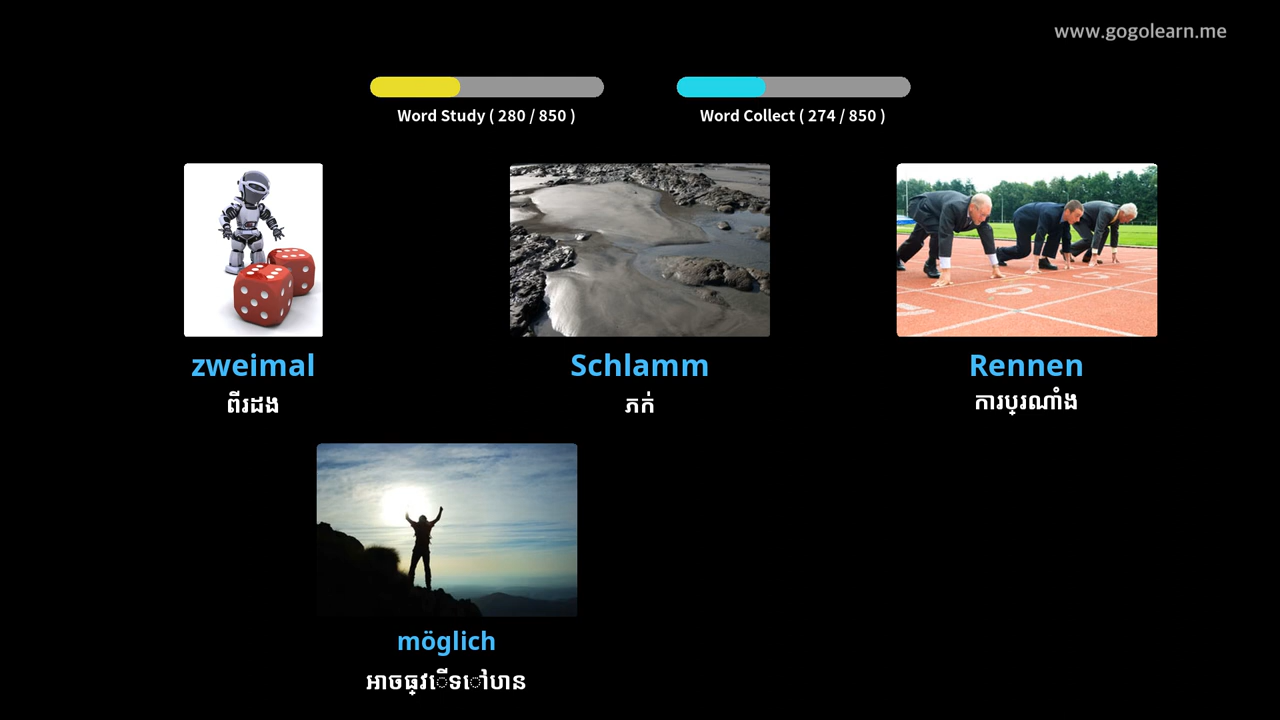 www.gogolearn.me
Word Study ( 280 / 850 )
Word Collect ( 274 / 850 )
zweimal
ពីរដង
Schlamm
ភក់
Rennen
ការប្រណាំង
möglich
អាចធ្វើទៅបាន